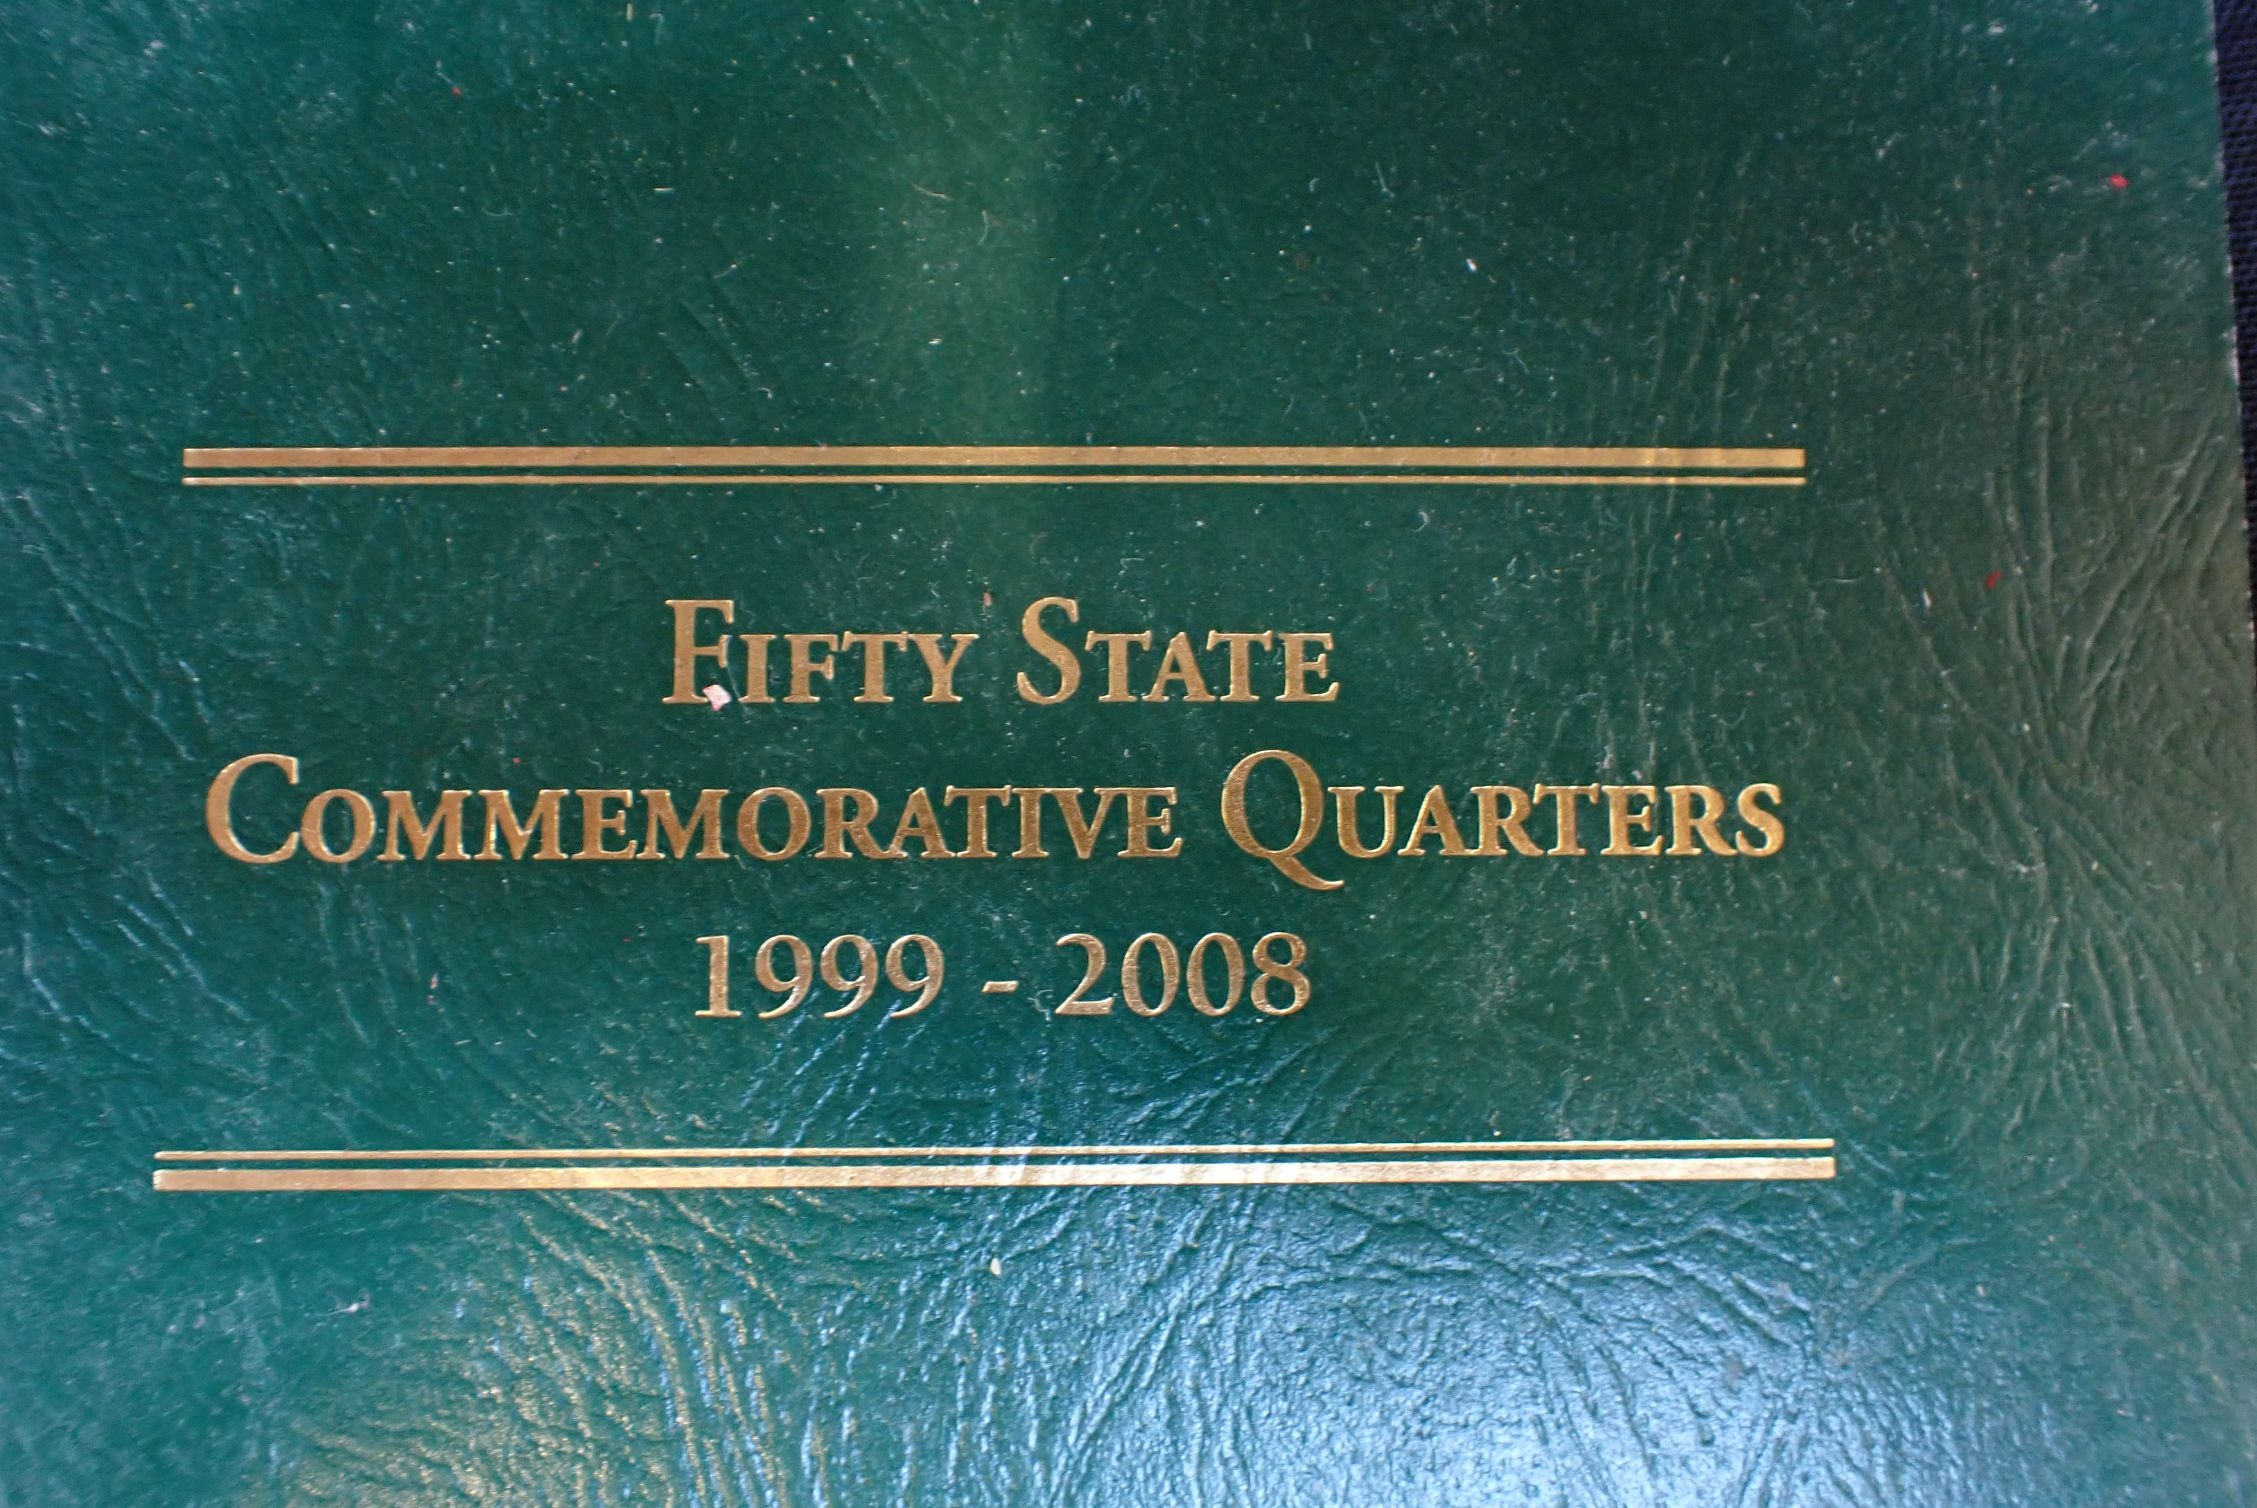 Fifty State
Commemorative Quarters
1999 - 2008